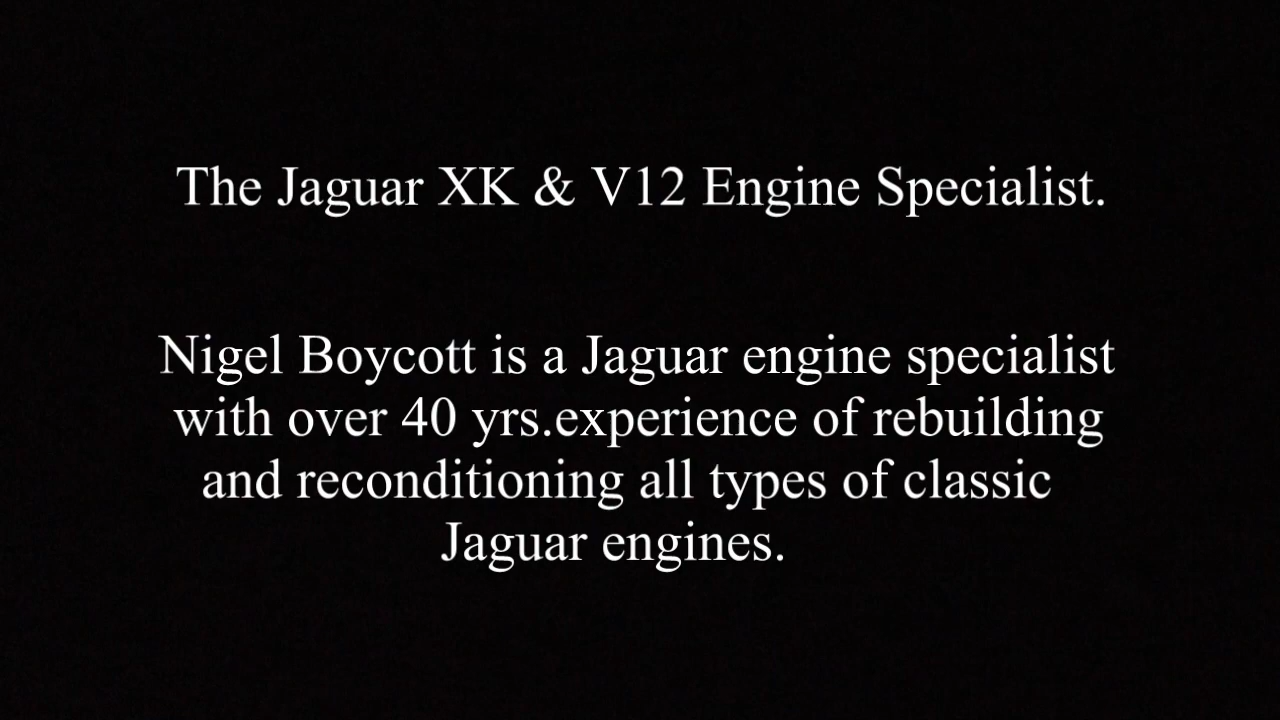 The Jaguar XK & V12 Engine Specialist.
Nigel Boycott is a Jaguar engine specialist
with over 40 yrs.experience of rebuilding
and reconditioning all types of classic
Jaguar engines.